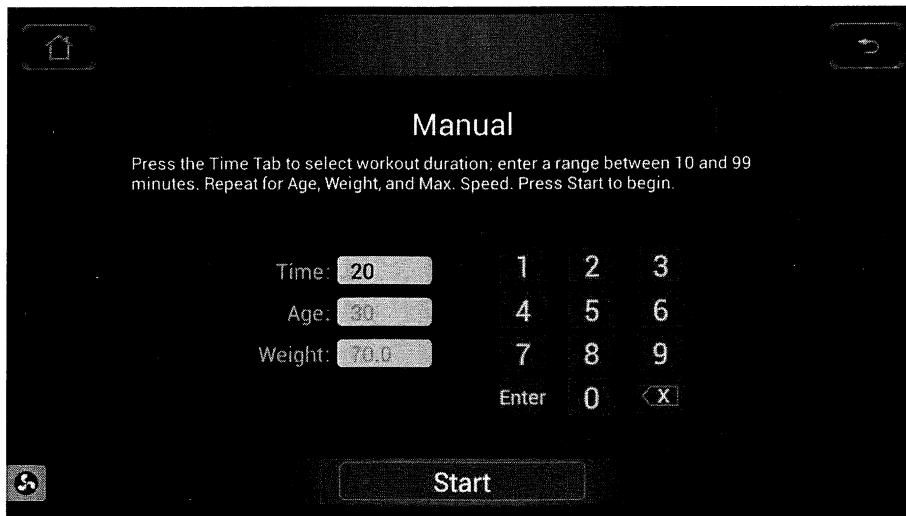 Manual
Press the Time Tab to select workout duration; enter a range between 10 and 99
minutes. Repeat for Age, Weight, and Max. Speed. Press Start to begin.
Time: 20
Age: 30
Weight: 70.0
1 2 3
4 5 6
7 8 9
Enter 0 X
Start